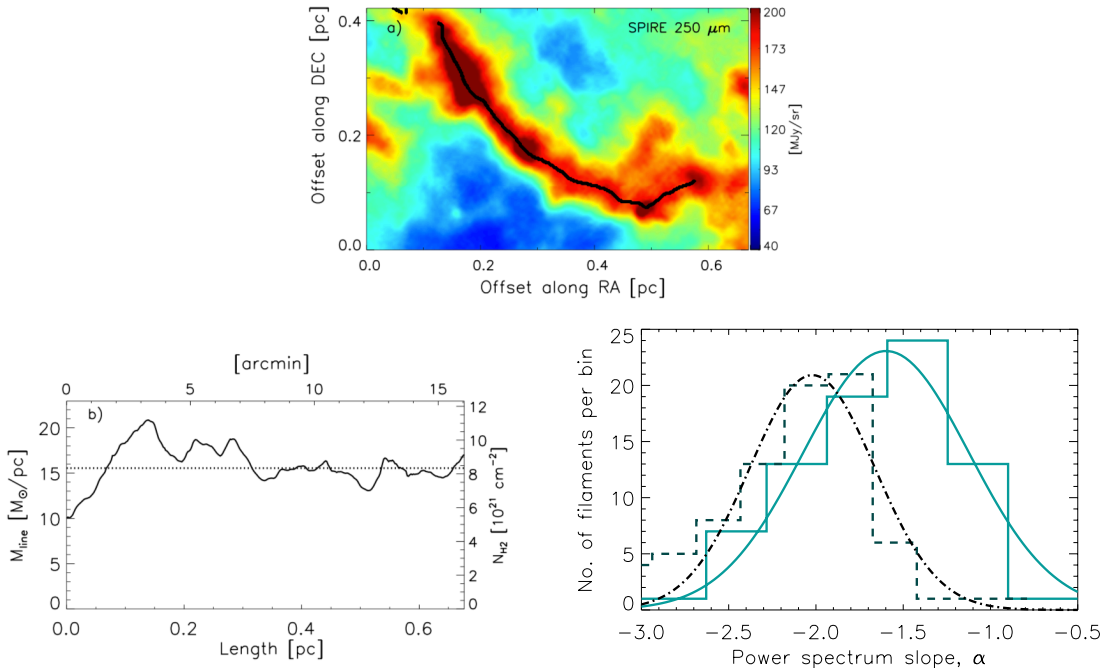 a)
SPIRE 250 μm
Offset along DEC [pc]
0.4
0.2
0.0
0.0 0.2 0.4 0.6
Offset along RA [pc]
200
173
147
120
93
67
40
[MJy/sr]
[arcmin]
0 5 10 15
b)
M_line [M_⊙/pc]
20
15
10
5
0
12
10
8
6
4
2
0
N_H2 [10^21 cm^-2]
0.0 0.2 0.4 0.6
Length [pc]
No. of filaments per bin
25
20
15
10
5
0
-3.0 -2.5 -2.0 -1.5 -1.0 -0.5
Power spectrum slope, α